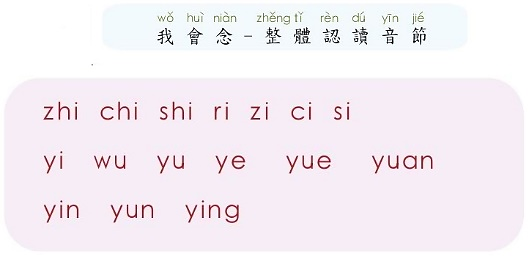 wǒ huì niàn zhěng tǐ rèn dú yīn jié
我會念－整體認讀音節
zhi chi shi ri zi ci si
yi wu yu ye yue yuan
yin yun ying